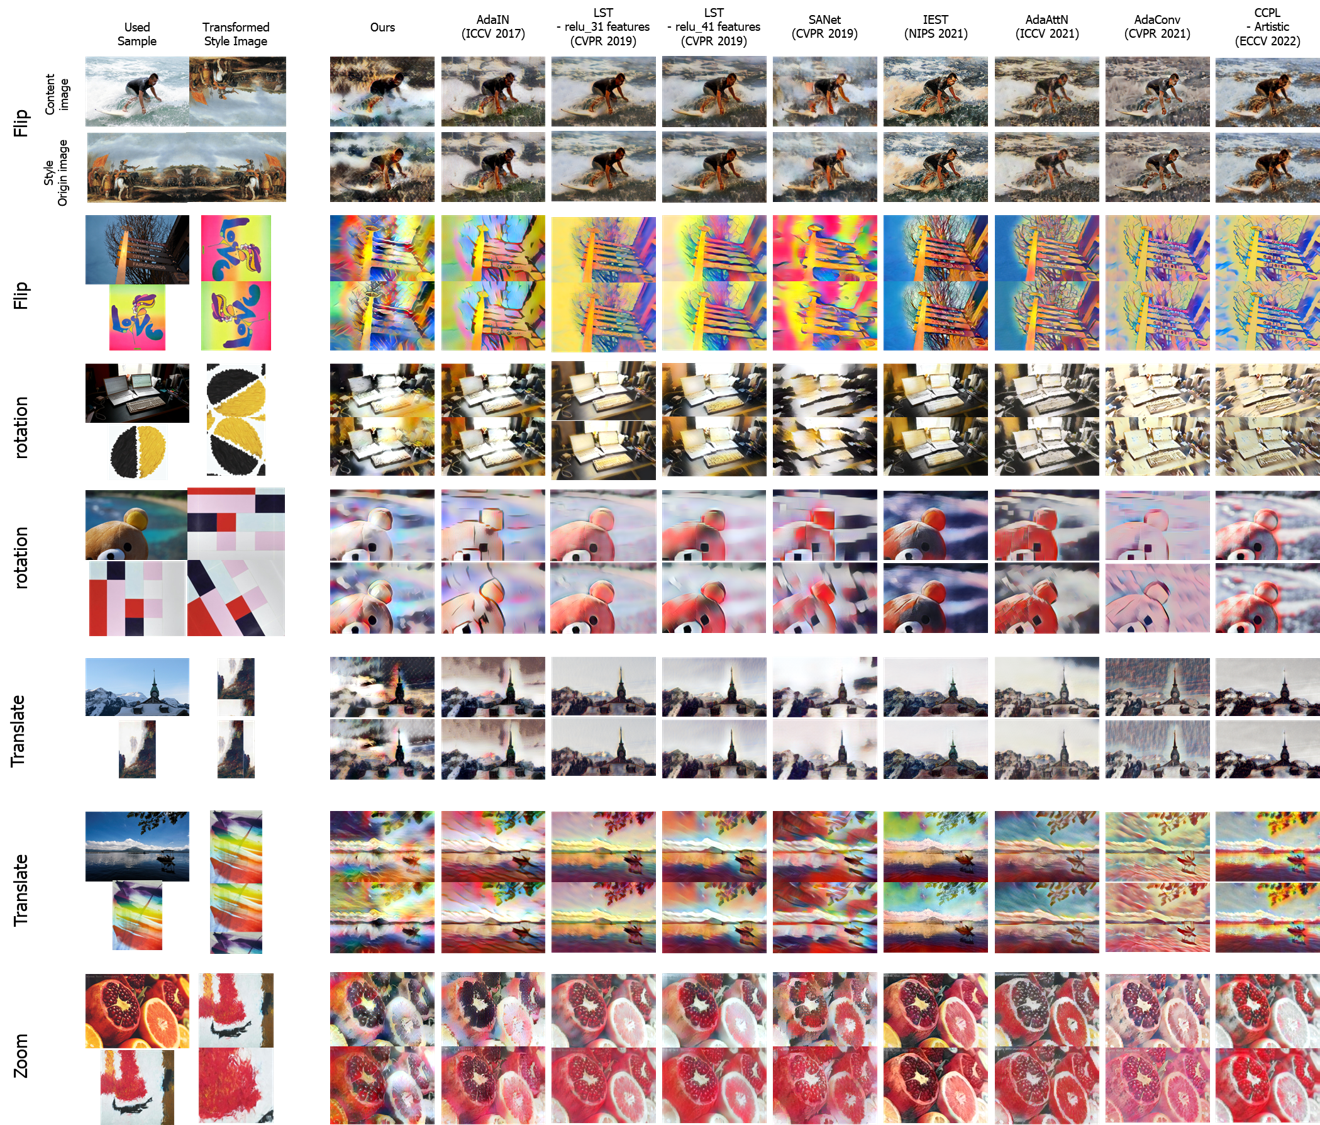 Used
Sample
Transformed
Style Image
Ours
AdaIN
(ICCV 2017)
LST
- relu_31 features
(CVPR 2019)
LST
- relu_41 features
(CVPR 2019)
SANet
(CVPR 2019)
IEST
(NIPS 2021)
AdaAttN
(ICCV 2021)
AdaConv
(CVPR 2021)
CCPL
- Artistic
(ECCV 2022)
Flip
Content
image
Style
Origin image
Flip
LOVE
rotation
rotation
Translate
Translate
Zoom